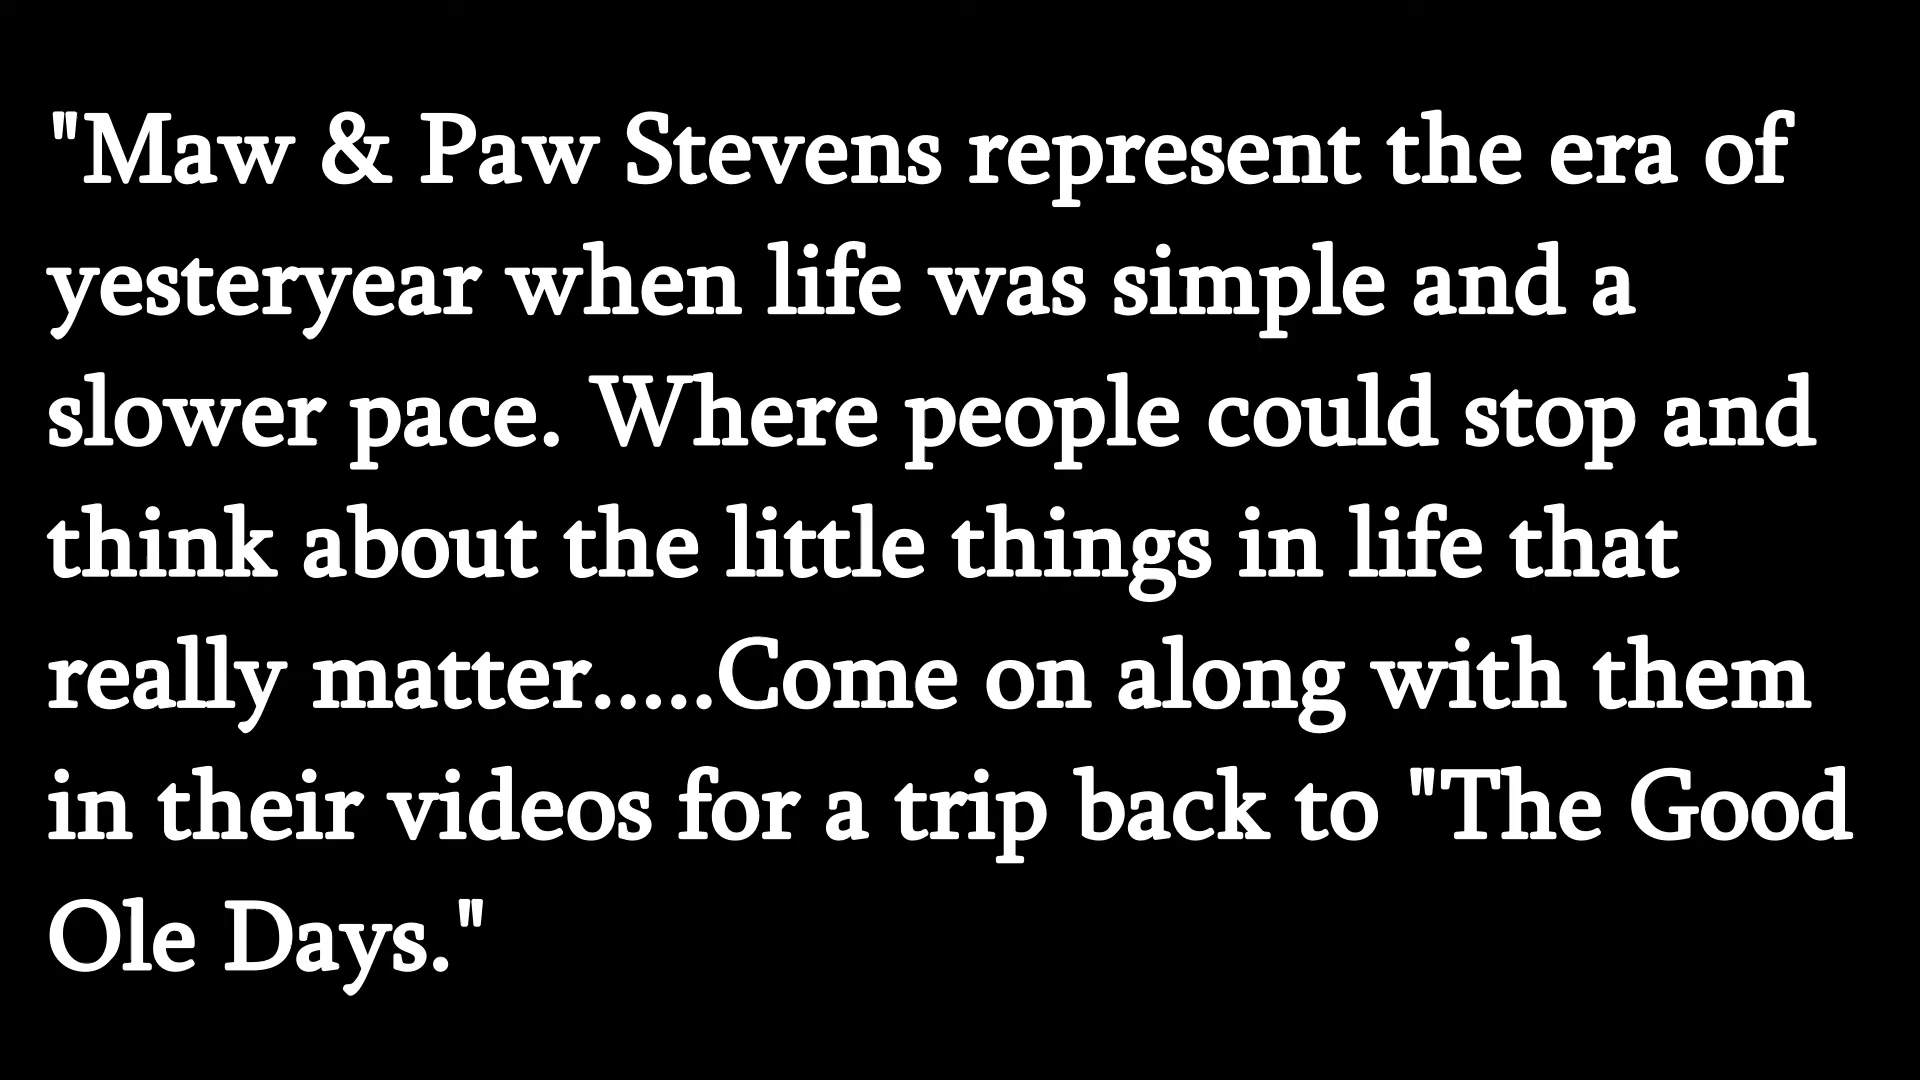 "Maw & Paw Stevens represent the era of
yesteryear when life was simple and a
slower pace. Where people could stop and
think about the little things in life that
really matter.....Come on along with them
in their videos for a trip back to "The Good
Ole Days."